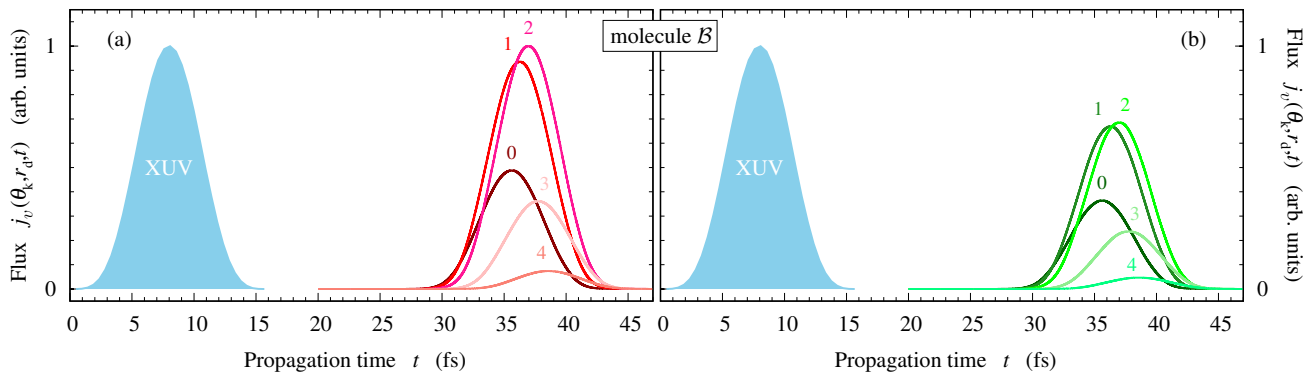 (a)
molecule ℬ
(b)
Flux j_v(θ_k,r_d,t) (arb. units)
1
0
XUV
0
1
2
3
4
0 5 10 15 20 25 30 35 40 45
Propagation time t (fs)
XUV
0
1
2
3
4
0 5 10 15 20 25 30 35 40 45
Propagation time t (fs)
1
0
Flux j_v(θ_k,r_d,t) (arb. units)